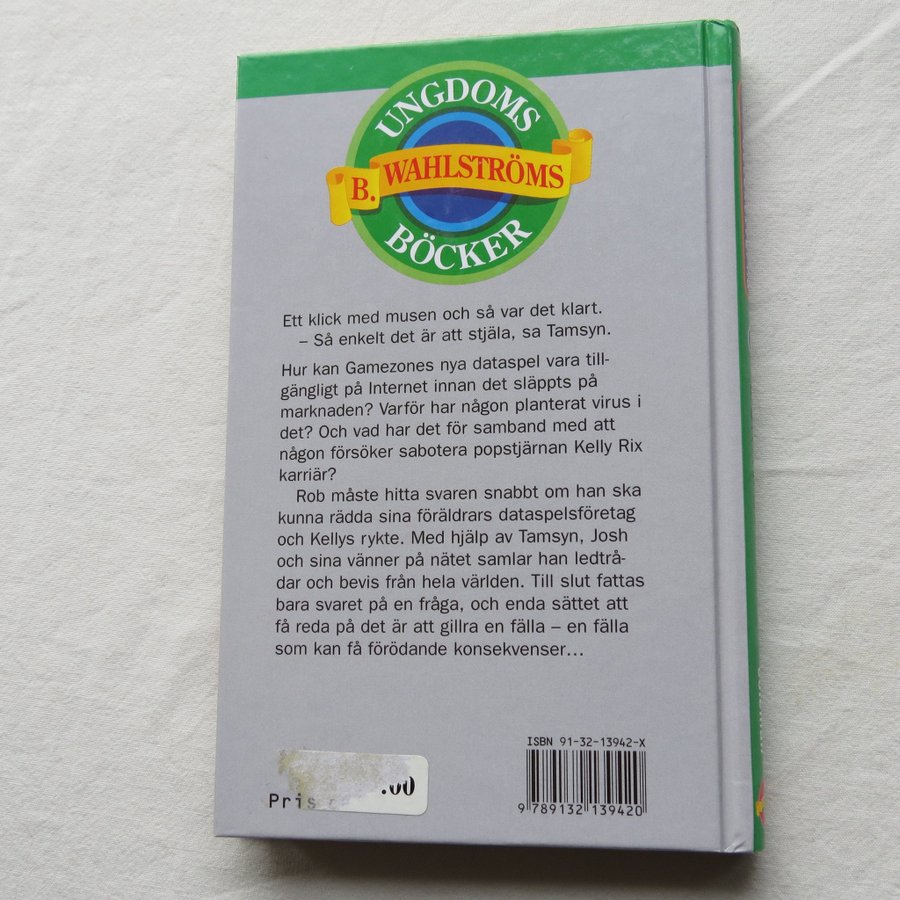 UNGDOMS
B. WAHLSTRÖMS
BÖCKER
Ett klick med musen och så var det klart.
– Så enkelt det är att stjäla, sa Tamsyn.
Hur kan Gamezones nya dataspel vara till-
gängligt på Internet innan det släppts på
marknaden? Varför har någon planterat virus i
det? Och vad har det för samband med att
någon försöker sabotera popstjärnan Kelly Rix
karriär?
Rob måste hitta svaren snabbt om han ska
kunna rädda sina föräldrars dataspelsföretag
och Kellys rykte. Med hjälp av Tamsyn, Josh
och sina vänner på nätet samlar han ledtrå-
dar och bevis från hela världen. Till slut fattas
bara svaret på en fråga, och enda sättet att
få reda på det är att gillra en fälla – en fälla
som kan få förödande konsekvenser...
ISBN 91-32-13942-X
.00
Pris
9 789132 139420